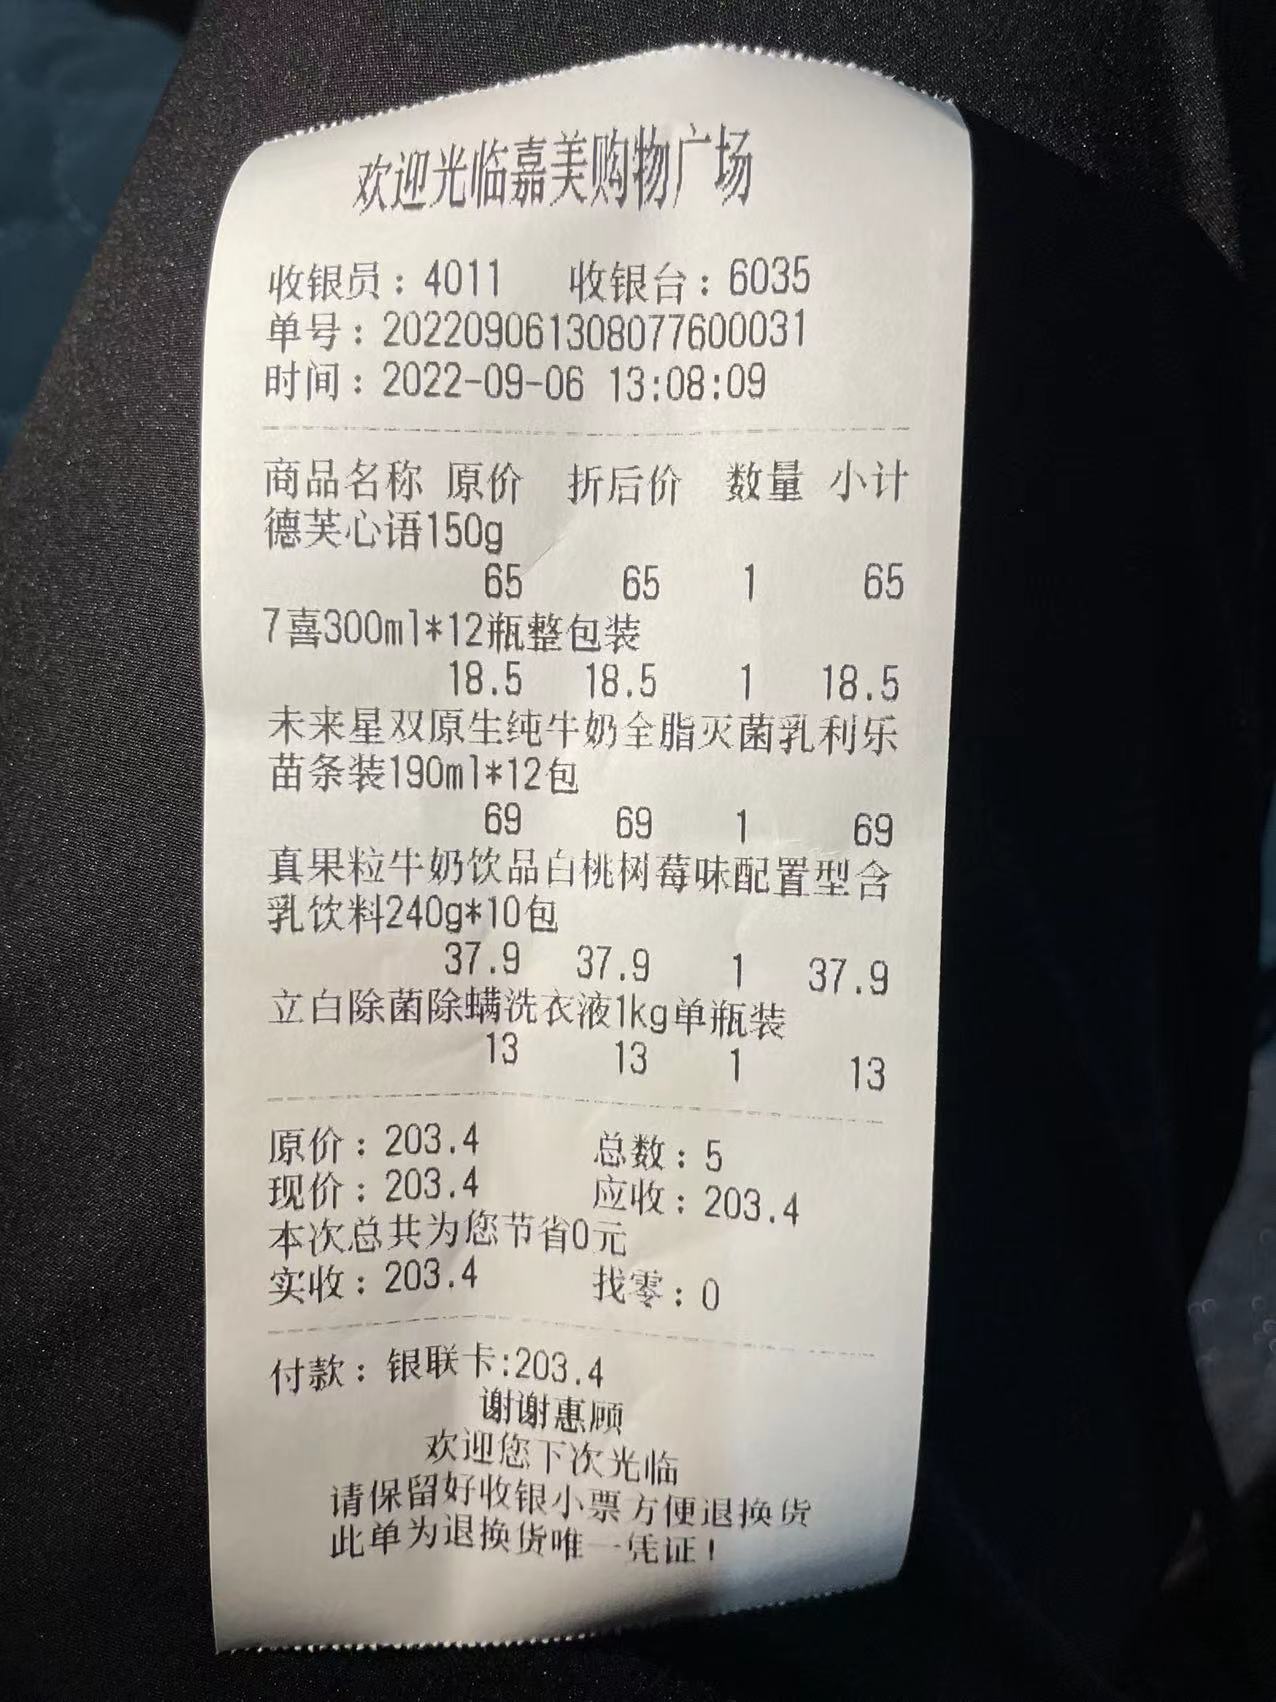 欢迎光临嘉美购物广场
收银员：4011 收银台：6035
单号：202209061308077600031
时间：2022-09-06 13:08:09
商品名称 原价 折后价 数量 小计
德芙心语150g
65 65 1 65
7喜300ml*12瓶整包装
18.5 18.5 1 18.5
未来星双原生纯牛奶全脂灭菌乳利乐
苗条装190ml*12包
69 69 1 69
真果粒牛奶饮品白桃树莓味配置型含
乳饮料240g*10包
37.9 37.9 1 37.9
立白除菌除螨洗衣液1kg单瓶装
13 13 1 13
原价：203.4 总数：5
现价：203.4 应收：203.4
本次总共为您节省0元
实收：203.4 找零：0
付款：银联卡:203.4
谢谢惠顾
欢迎您下次光临
请保留好收银小票方便退换货
此单为退换货唯一凭证！